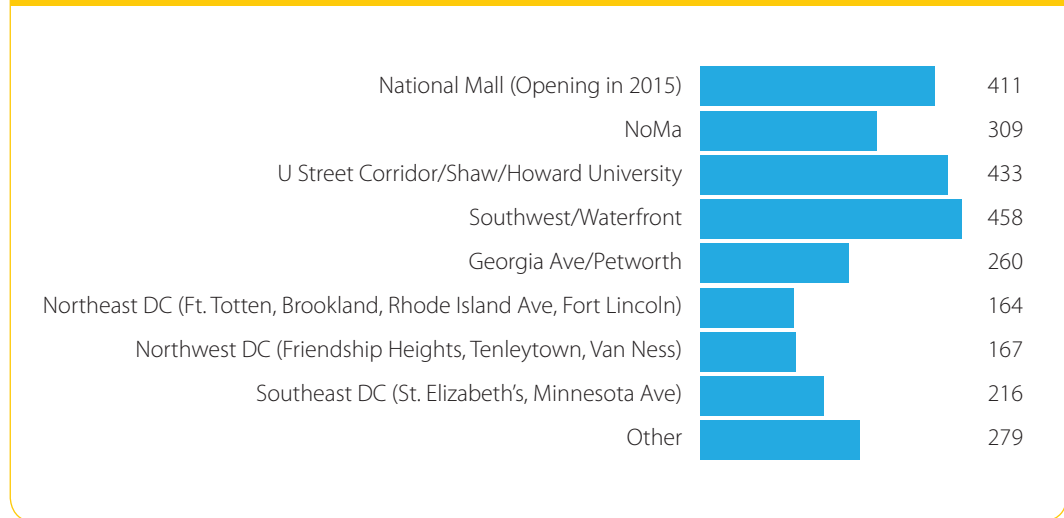 National Mall (Opening in 2015) 411
NoMa 309
U Street Corridor/Shaw/Howard University 433
Southwest/Waterfront 458
Georgia Ave/Petworth 260
Northeast DC (Ft. Totten, Brookland, Rhode Island Ave, Fort Lincoln) 164
Northwest DC (Friendship Heights, Tenleytown, Van Ness) 167
Southeast DC (St. Elizabeth’s, Minnesota Ave) 216
Other 279